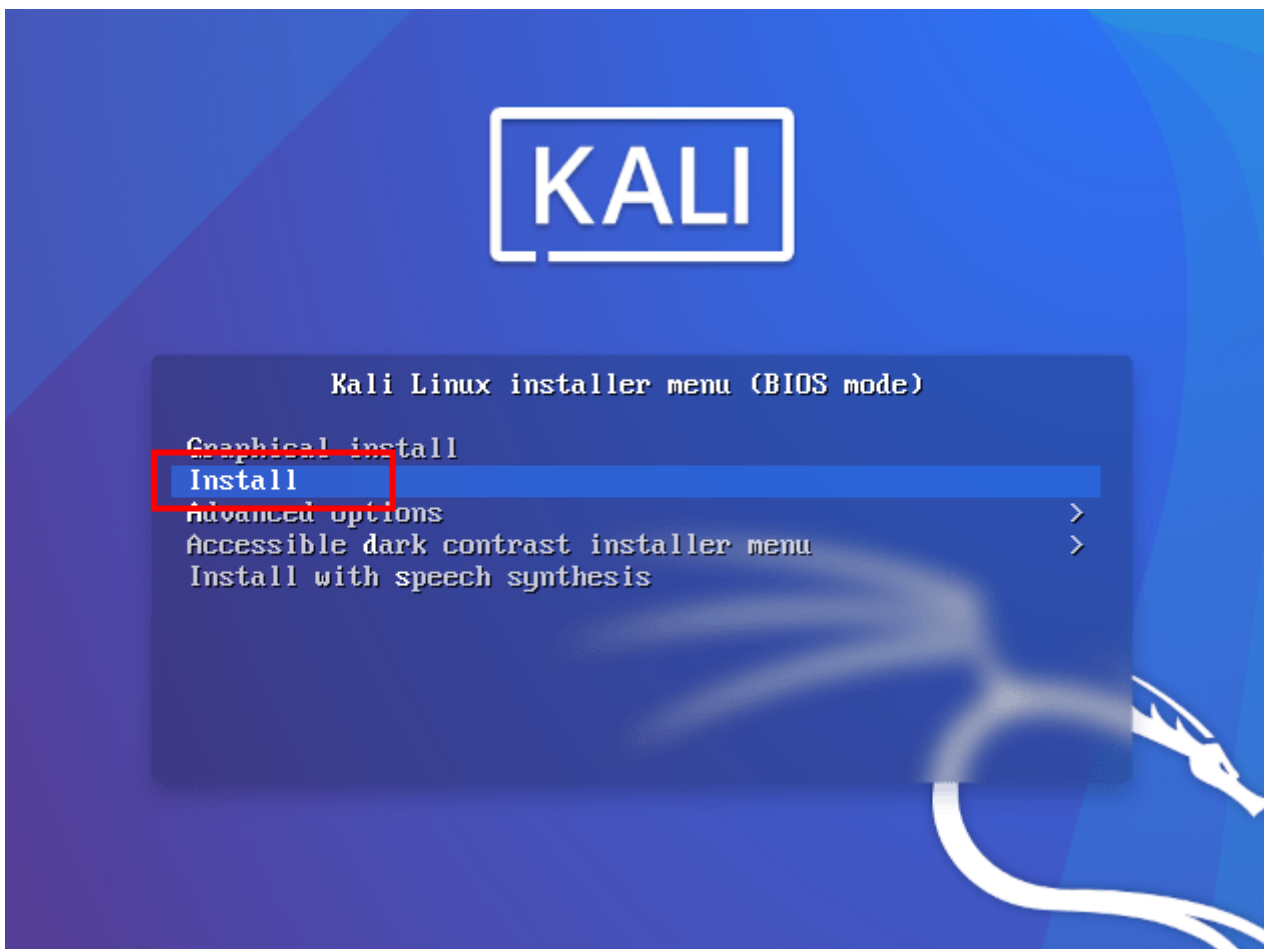 KALI
Kali Linux installer menu (BIOS mode)
Graphical install
Install
Advanced options >
Accessible dark contrast installer menu >
Install with speech synthesis